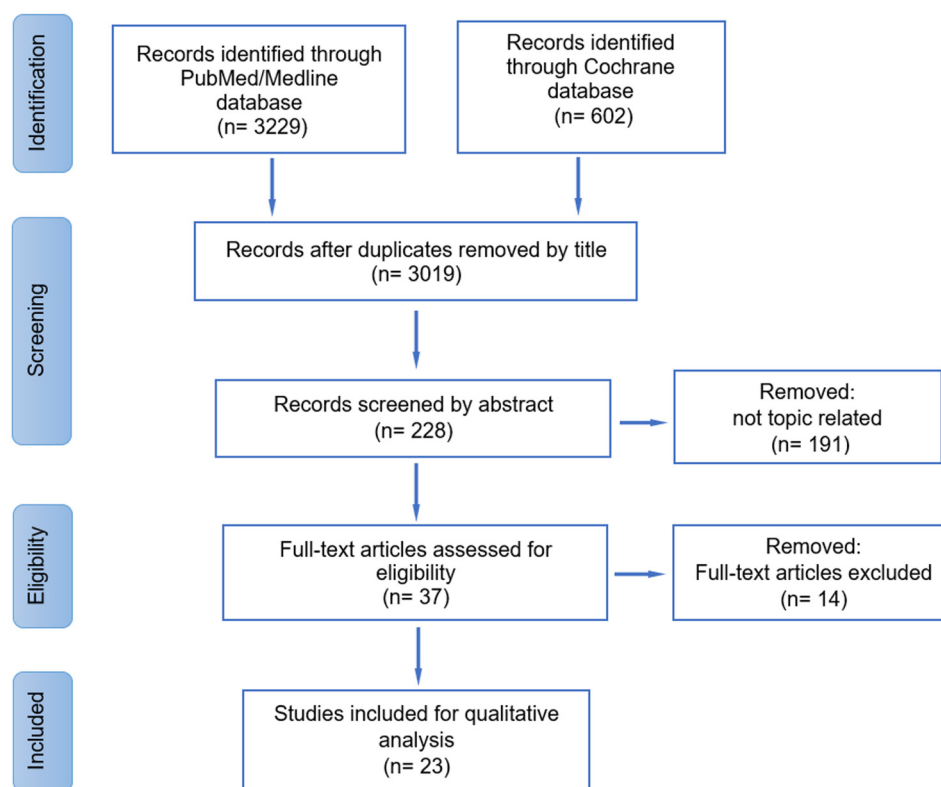 Identification
Records identified through
PubMed/Medline
database
(n= 3229)
Records identified
through Cochrane
database
(n= 602)
Screening
Records after duplicates removed by title
(n= 3019)
Records screened by abstract
(n= 228)
Removed:
not topic related
(n= 191)
Eligibility
Full-text articles assessed for
eligibility
(n= 37)
Removed:
Full-text articles excluded
(n= 14)
Included
Studies included for qualitative
analysis
(n= 23)